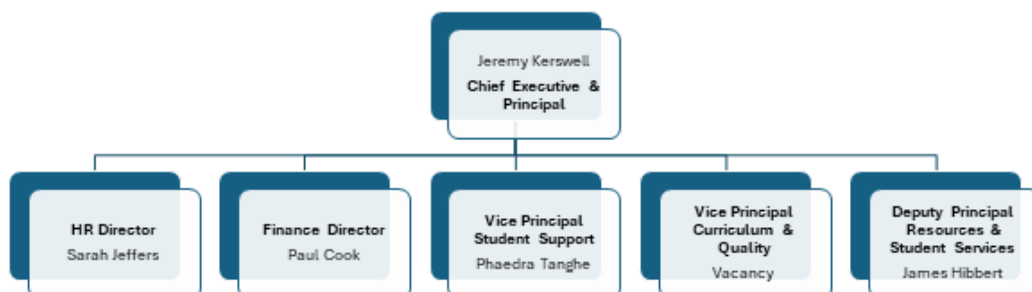 Jeremy Kerswell
Chief Executive &
Principal
HR Director
Sarah Jeffers
Finance Director
Paul Cook
Vice Principal
Student Support
Phaedra Tanghe
Vice Principal
Curriculum &
Quality
Vacancy
Deputy Principal
Resources &
Student Services
James Hibbert